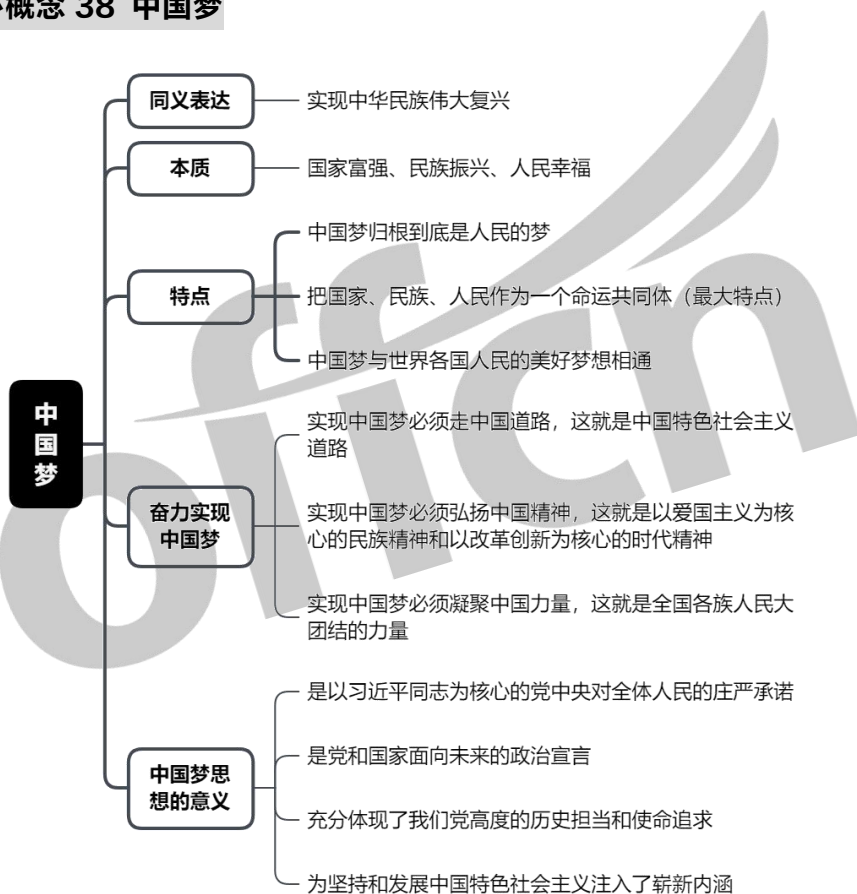 概念 38 中国梦
同义表达
实现中华民族伟大复兴
本质
国家富强、民族振兴、人民幸福
特点
中国梦归根到底是人民的梦
把国家、民族、人民作为一个命运共同体（最大特点）
中国梦与世界各国人民的美好梦想相通
中
国
梦
奋力实现
中国梦
实现中国梦必须走中国道路，这就是中国特色社会主义
道路
实现中国梦必须弘扬中国精神，这就是以爱国主义为核
心的民族精神和以改革创新为核心的时代精神
实现中国梦必须凝聚中国力量，这就是全国各族人民大
团结的力量
中国梦思
想的意义
是以习近平同志为核心的党中央对全体人民的庄严承诺
是党和国家面向未来的政治宣言
充分体现了我们党高度的历史担当和使命追求
为坚持和发展中国特色社会主义注入了崭新内涵
offcn